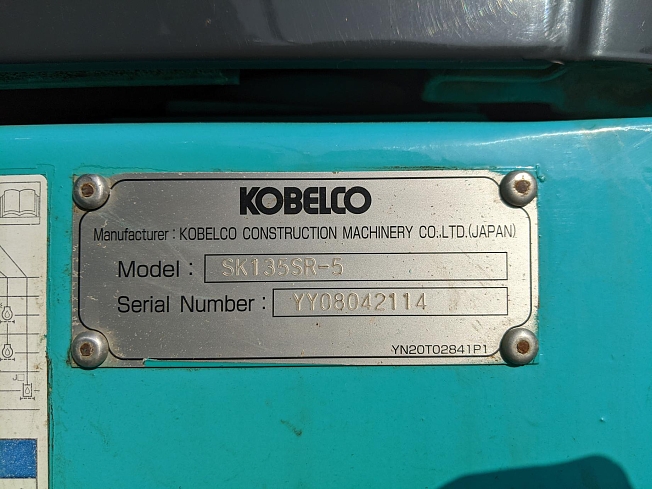 KOBELCO
Manufacturer : KOBELCO CONSTRUCTION MACHINERY CO.,LTD.(JAPAN)
Model : SK135SR-5
Serial Number : YY08042114
YN20T02841P1